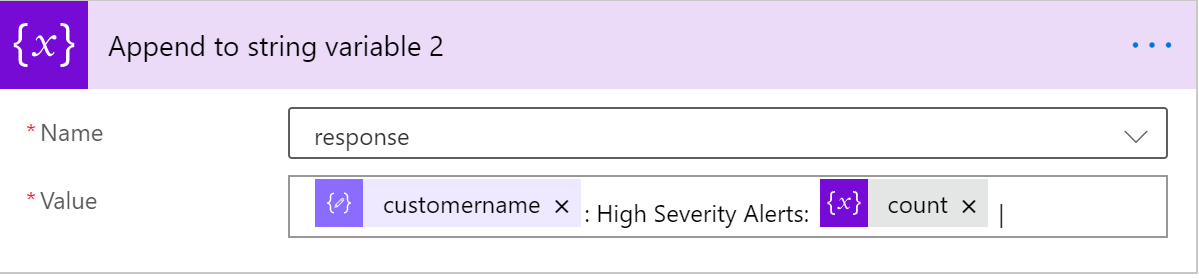 {x} Append to string variable 2 ...
* Name response
* Value {} customername × : High Severity Alerts: {x} count × |